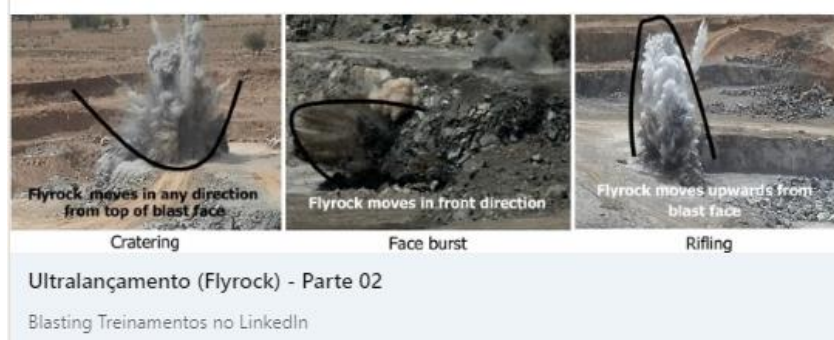 Flyrock moves in any direction
from top of blast face
Flyrock moves in front direction
Flyrock moves upwards from
blast face
Cratering
Face burst
Rifling
Ultralançamento (Flyrock) - Parte 02
Blasting Treinamentos no LinkedIn